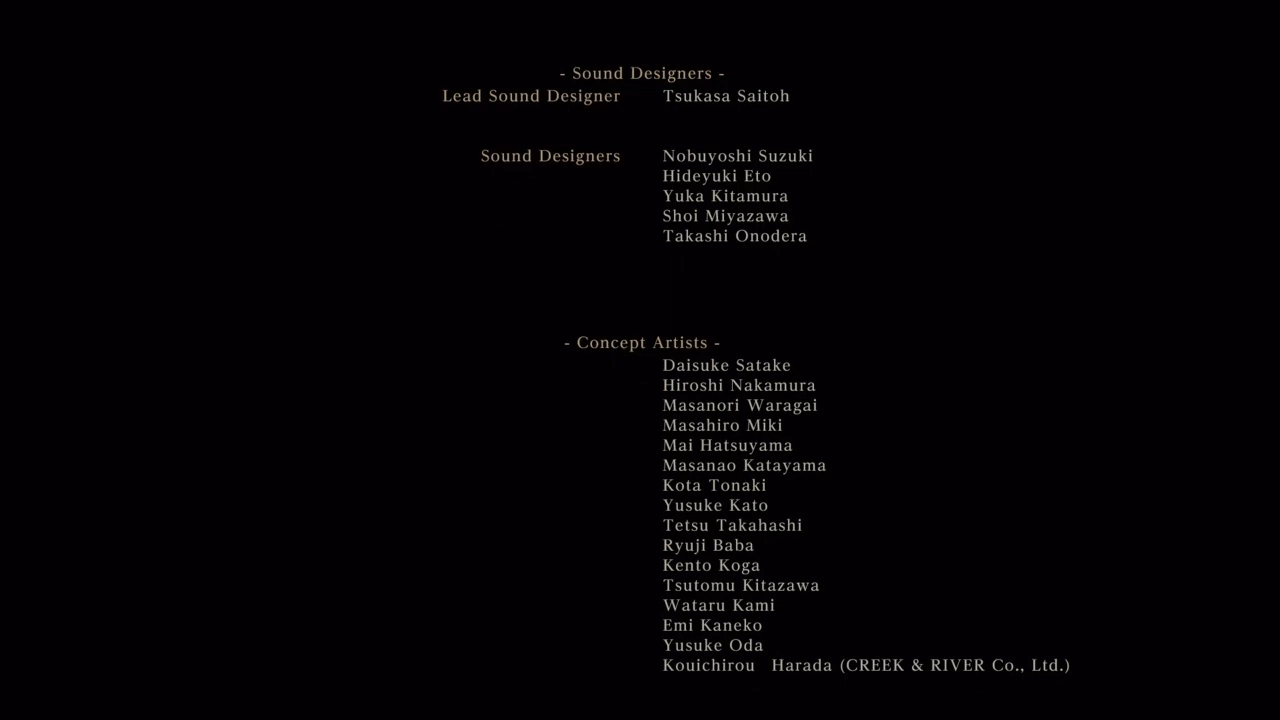 - Sound Designers -
Lead Sound Designer Tsukasa Saitoh
Sound Designers Nobuyoshi Suzuki
Hideyuki Eto
Yuka Kitamura
Shoi Miyazawa
Takashi Onodera
- Concept Artists -
Daisuke Satake
Hiroshi Nakamura
Masanori Waragai
Masahiro Miki
Mai Hatsuyama
Masanao Katayama
Kota Tonaki
Yusuke Kato
Tetsu Takahashi
Ryuji Baba
Kento Koga
Tsutomu Kitazawa
Wataru Kami
Emi Kaneko
Yusuke Oda
Kouichirou Harada (CREEK & RIVER Co., Ltd.)